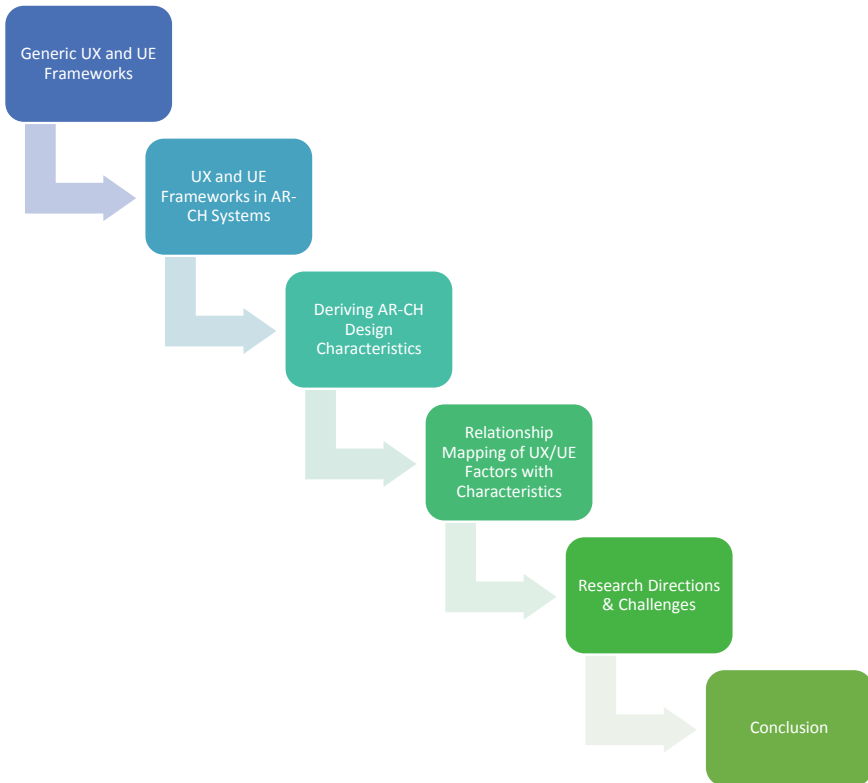 Generic UX and UE
Frameworks
UX and UE
Frameworks in AR-
CH Systems
Deriving AR-CH
Design
Characteristics
Relationship
Mapping of UX/UE
Factors with
Characteristics
Research Directions
& Challenges
Conclusion